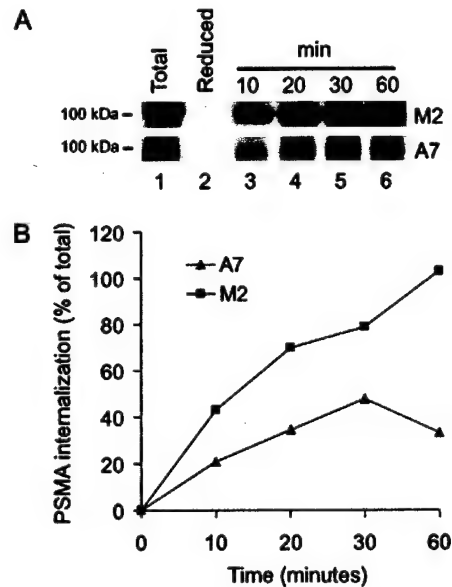 A
Total
Reduced
min
10 20 30 60
100 kDa – M2
100 kDa – A7
1 2 3 4 5 6
B
PSMA internalization (% of total)
120
100
80
60
40
20
0
A7
M2
0 10 20 30 60
Time (minutes)